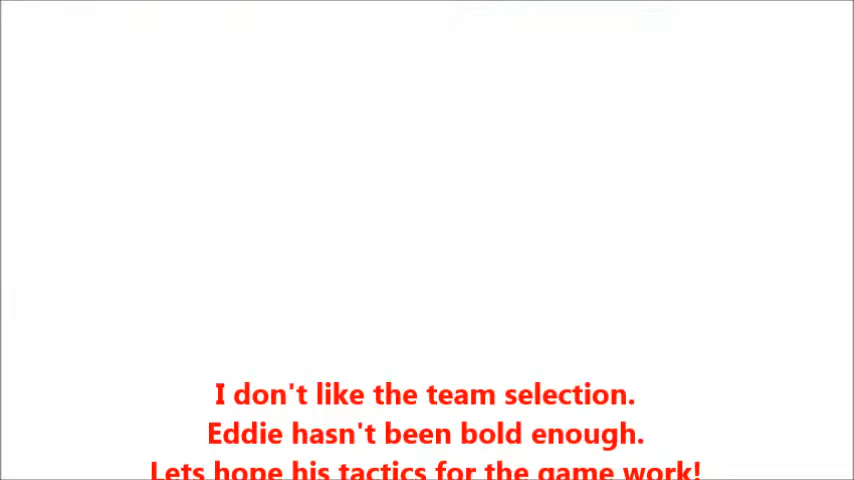 I don't like the team selection.
Eddie hasn't been bold enough.
Lets hope his tactics for the game work!